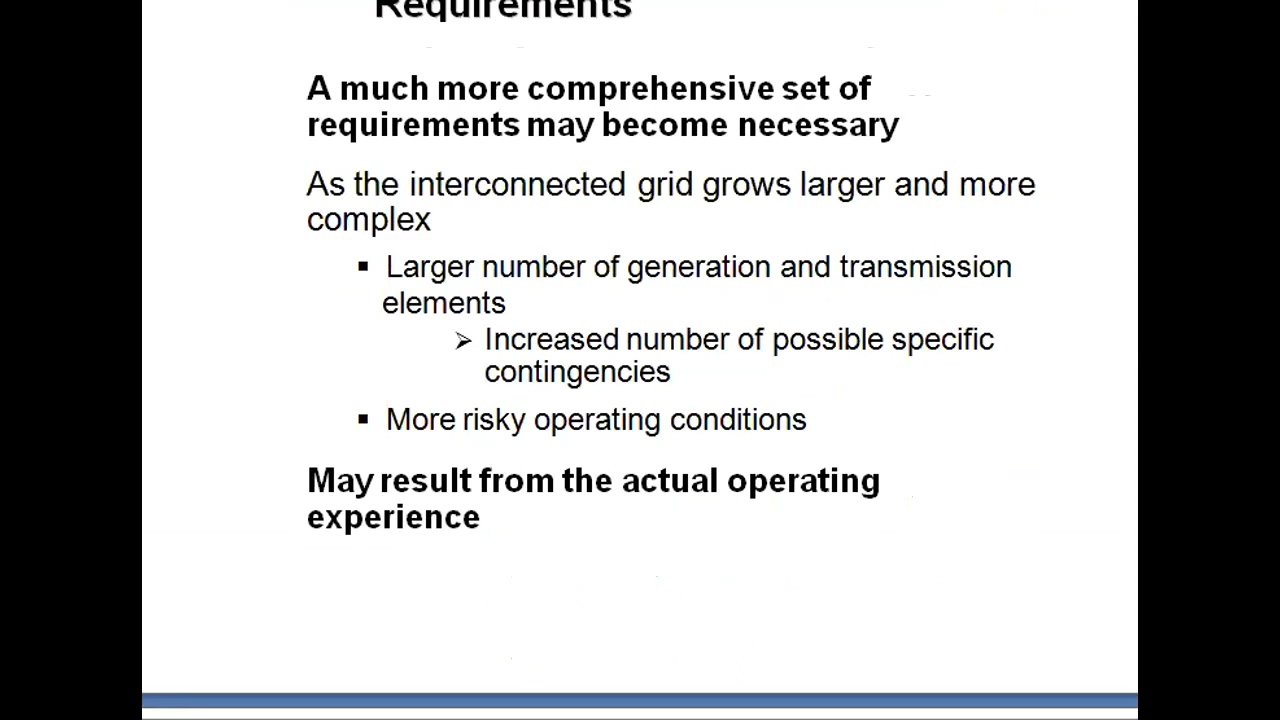 Requirements
A much more comprehensive set of
requirements may become necessary
As the interconnected grid grows larger and more
complex
▪ Larger number of generation and transmission
elements
➢ Increased number of possible specific
contingencies
▪ More risky operating conditions
May result from the actual operating
experience